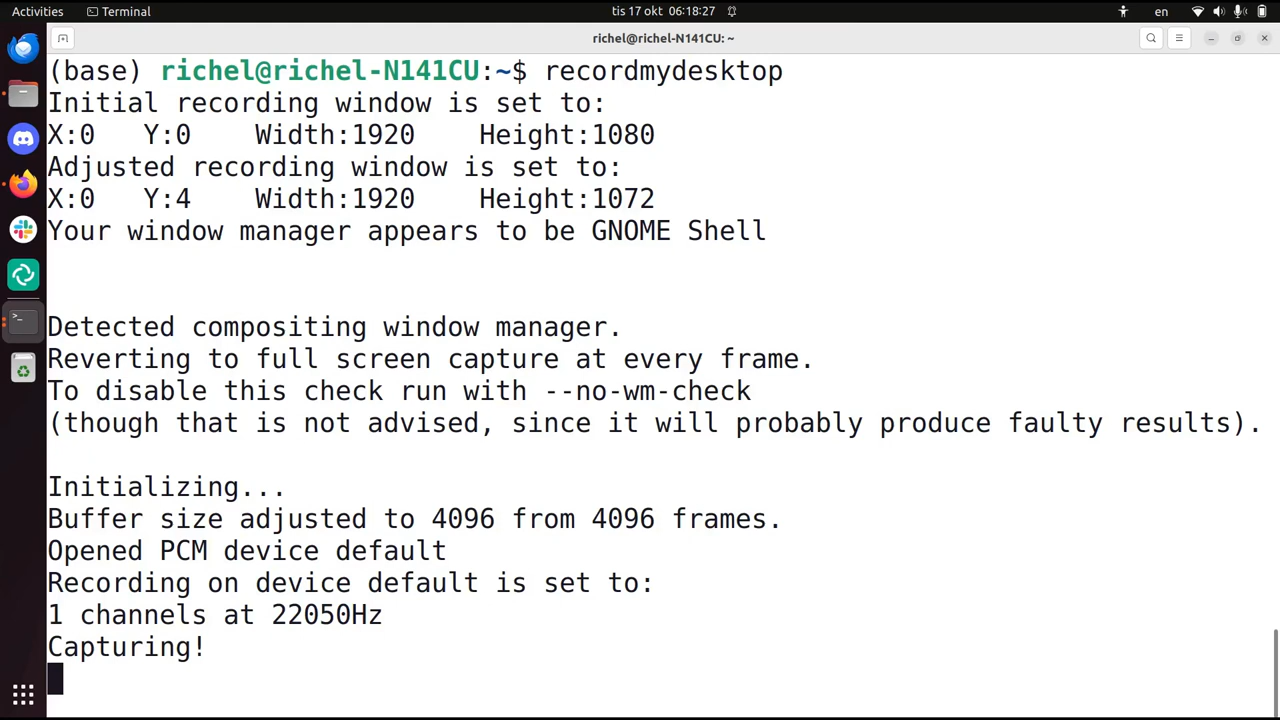 Activities Terminal tis 17 okt 06:18:27 en
richel@richel-N141CU: ~
(base) richel@richel-N141CU:~$ recordmydesktop
Initial recording window is set to:
X:0 Y:0 Width:1920 Height:1080
Adjusted recording window is set to:
X:0 Y:4 Width:1920 Height:1072
Your window manager appears to be GNOME Shell
Detected compositing window manager.
Reverting to full screen capture at every frame.
To disable this check run with --no-wm-check
(though that is not advised, since it will probably produce faulty results).
Initializing...
Buffer size adjusted to 4096 from 4096 frames.
Opened PCM device default
Recording on device default is set to:
1 channels at 22050Hz
Capturing!